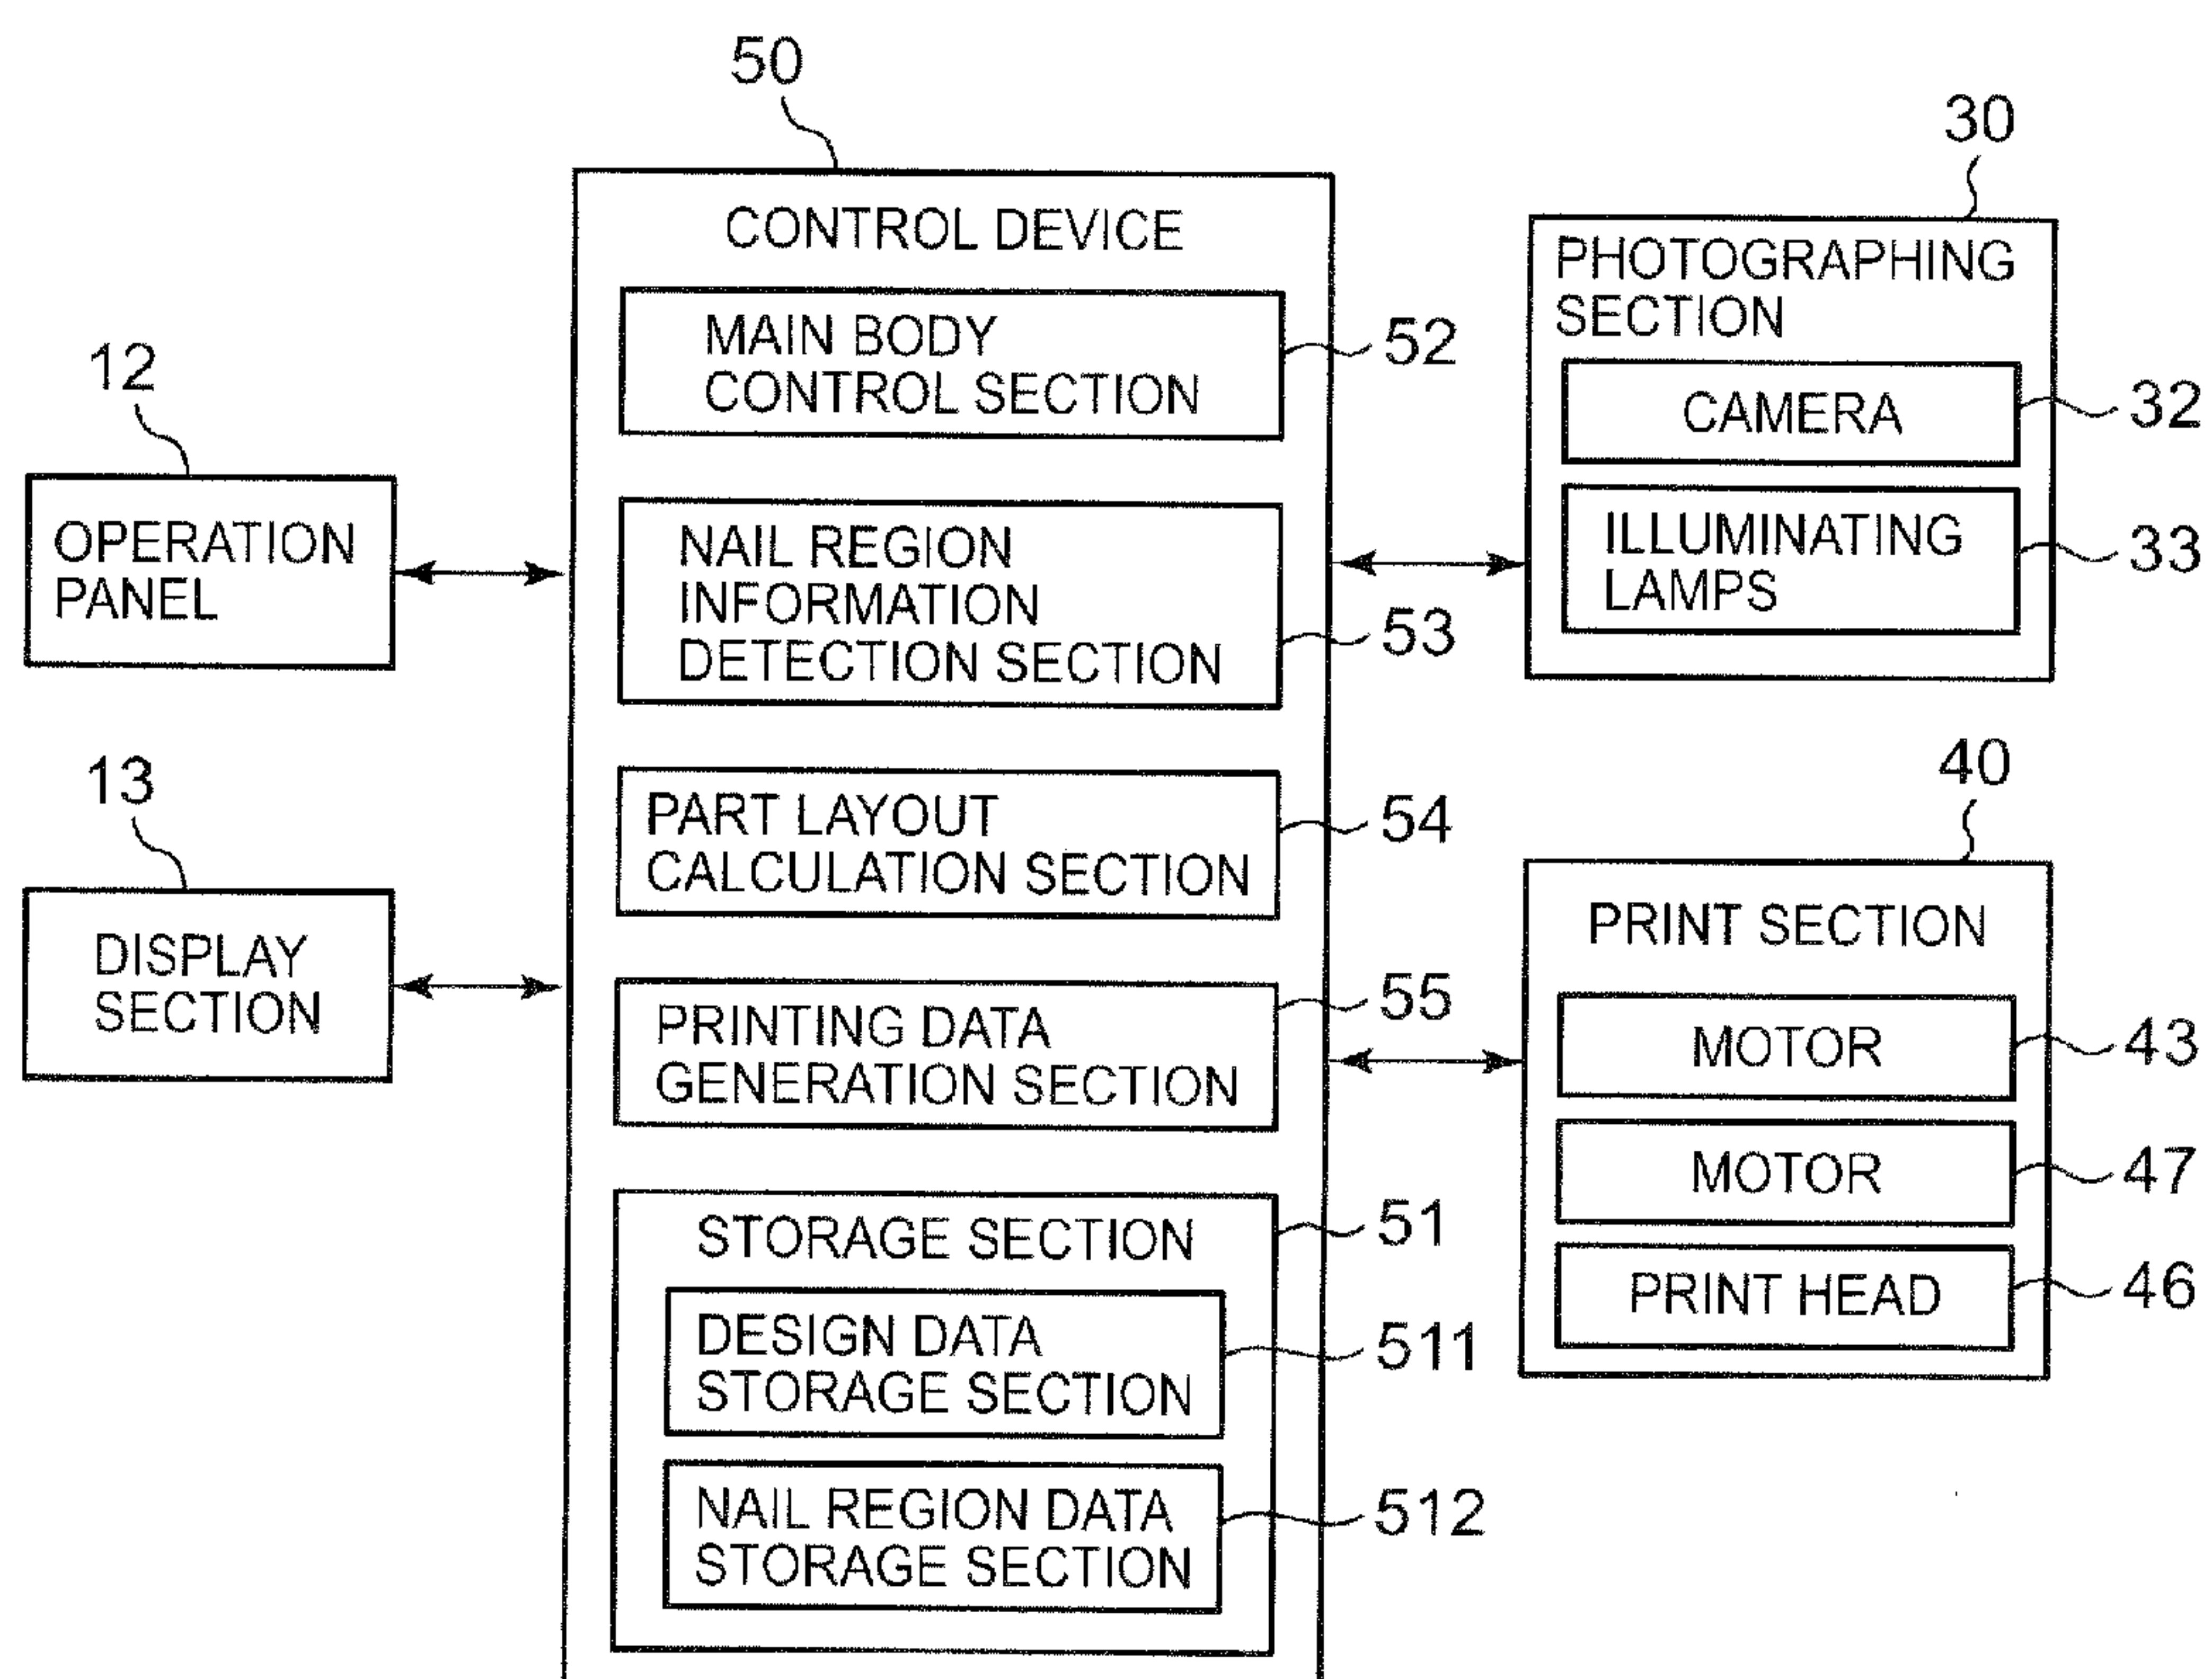 50
CONTROL DEVICE
MAIN BODY
CONTROL SECTION
52
NAIL REGION
INFORMATION
DETECTION SECTION
53
PART LAYOUT
CALCULATION SECTION
54
PRINTING DATA
GENERATION SECTION
55
STORAGE SECTION
51
DESIGN DATA
STORAGE SECTION
511
NAIL REGION DATA
STORAGE SECTION
512
12
OPERATION
PANEL
13
DISPLAY
SECTION
30
PHOTOGRAPHING
SECTION
CAMERA
32
ILLUMINATING
LAMPS
33
40
PRINT SECTION
MOTOR
43
MOTOR
47
PRINT HEAD
46